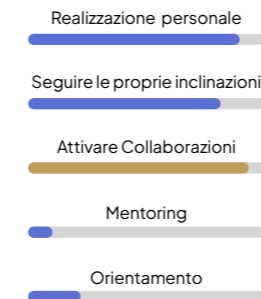 Realizzazione personale
Seguire le proprie inclinazioni
Attivare Collaborazioni
Mentoring
Orientamento